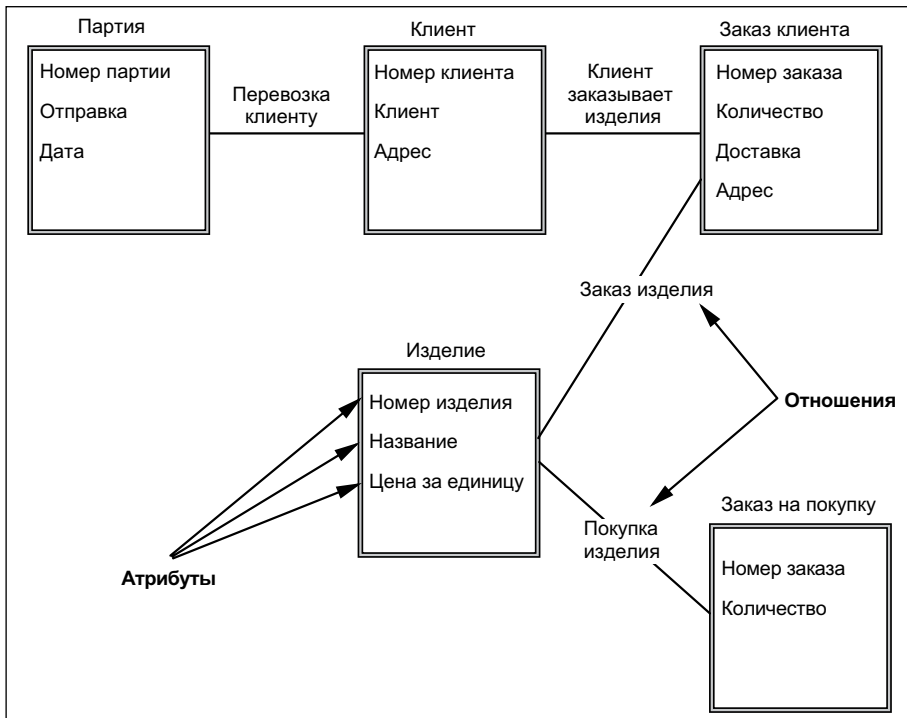 Партия
Номер партии
Отправка
Дата
Перевозка
клиенту
Клиент
Номер клиента
Клиент
Адрес
Клиент
заказывает
изделия
Заказ клиента
Номер заказа
Количество
Доставка
Адрес
Заказ изделия
Изделие
Номер изделия
Название
Цена за единицу
Отношения
Атрибуты
Покупка
изделия
Заказ на покупку
Номер заказа
Количество